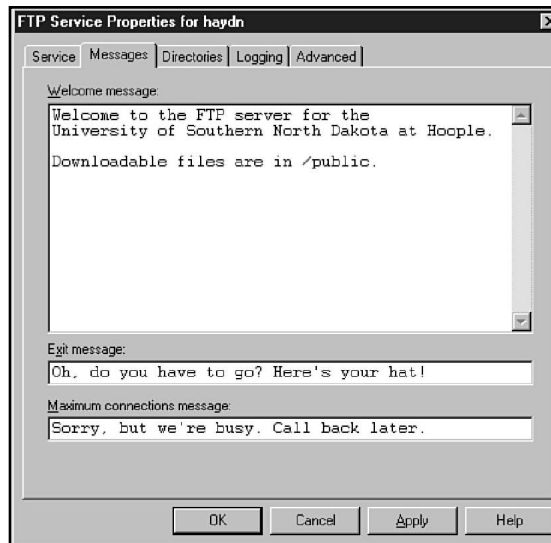 FTP Service Properties for haydn
Service Messages Directories Logging Advanced
Welcome message:
Welcome to the FTP server for the
University of Southern North Dakota at Hoople.
Downloadable files are in /public.
Exit message:
Oh, do you have to go? Here's your hat!
Maximum connections message:
Sorry, but we're busy. Call back later.
OK Cancel Apply Help